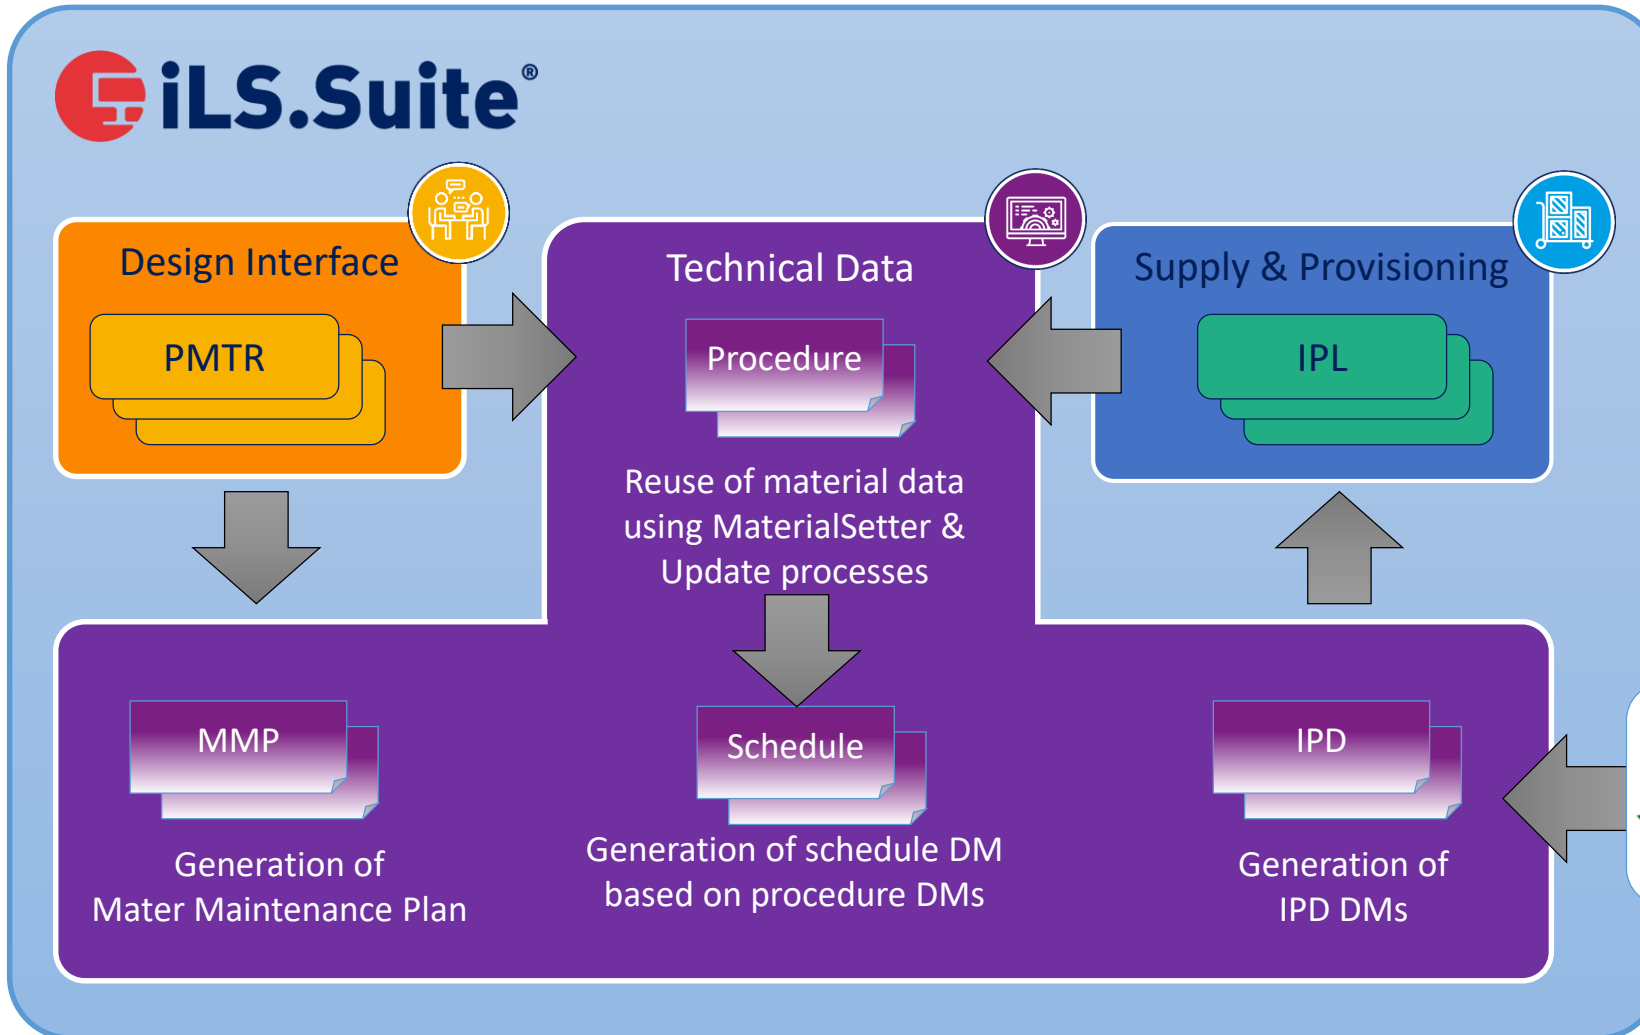 iLS.Suite®
Design Interface
PMTR
Technical Data
Procedure
Reuse of material data
using MaterialSetter &
Update processes
Supply & Provisioning
IPL
MMP
Generation of
Mater Maintenance Plan
Schedule
Generation of schedule DM
based on procedure DMs
IPD
Generation of
IPD DMs